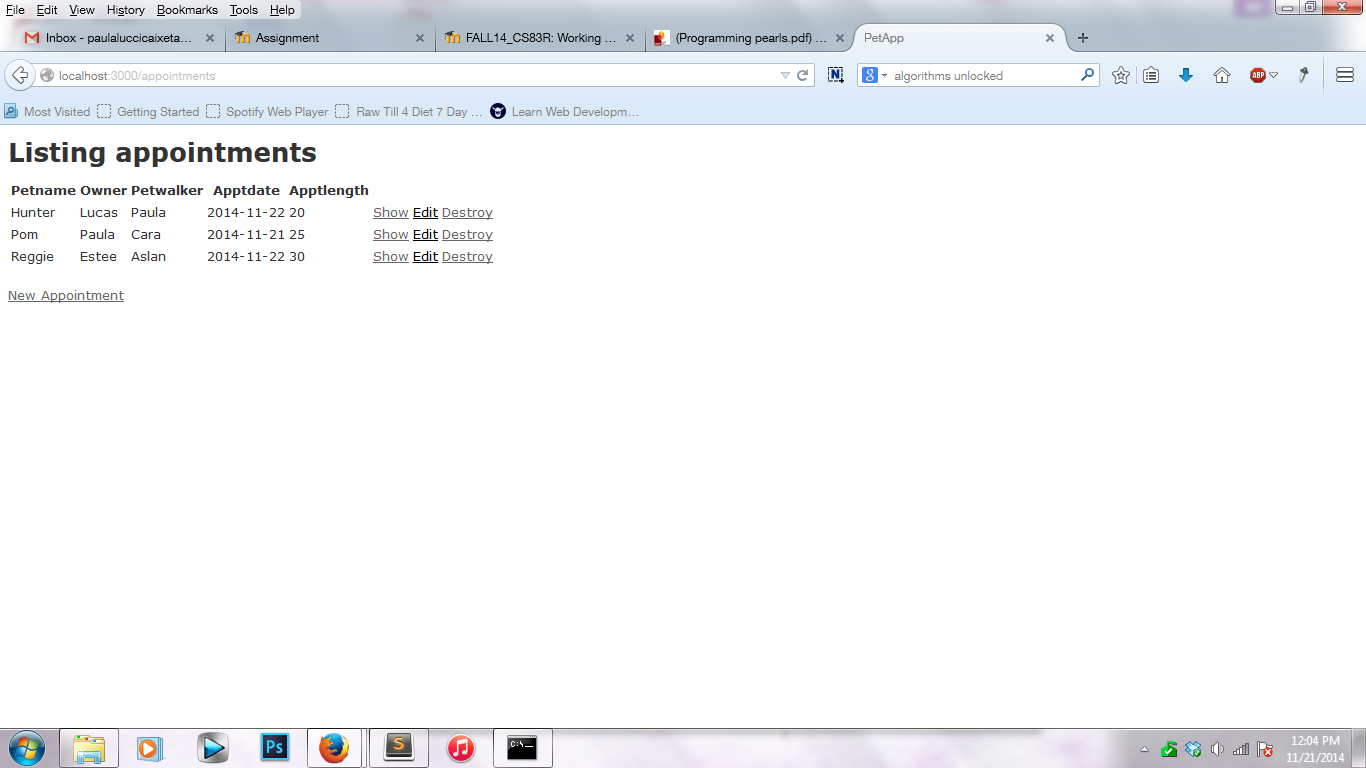 File Edit View History Bookmarks Tools Help
Inbox - paulaluccicaixeta... Assignment FALL14_CS83R: Working ... (Programming pearls.pdf) ... PetApp
localhost:3000/appointments N 8 algorithms unlocked ABP
Most Visited Getting Started Spotify Web Player Raw Till 4 Diet 7 Day ... Learn Web Developm...
Listing appointments
Petname Owner Petwalker Apptdate Apptlength
Hunter Lucas Paula 2014-11-22 20 Show Edit Destroy
Pom Paula Cara 2014-11-21 25 Show Edit Destroy
Reggie Estee Aslan 2014-11-22 30 Show Edit Destroy
New Appointment
Ps S C:\
12:04 PM
11/21/2014